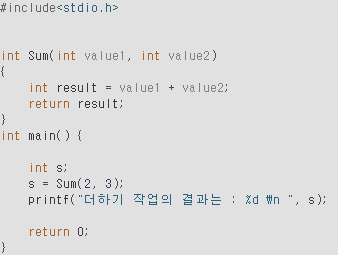 #include<stdio.h>
int Sum(int value1, int value2)
{
int result = value1 + value2;
return result;
}
int main() {
int s;
s = Sum(2, 3);
printf("더하기 작업의 결과는 : %d ₩n ", s);
return 0;
}